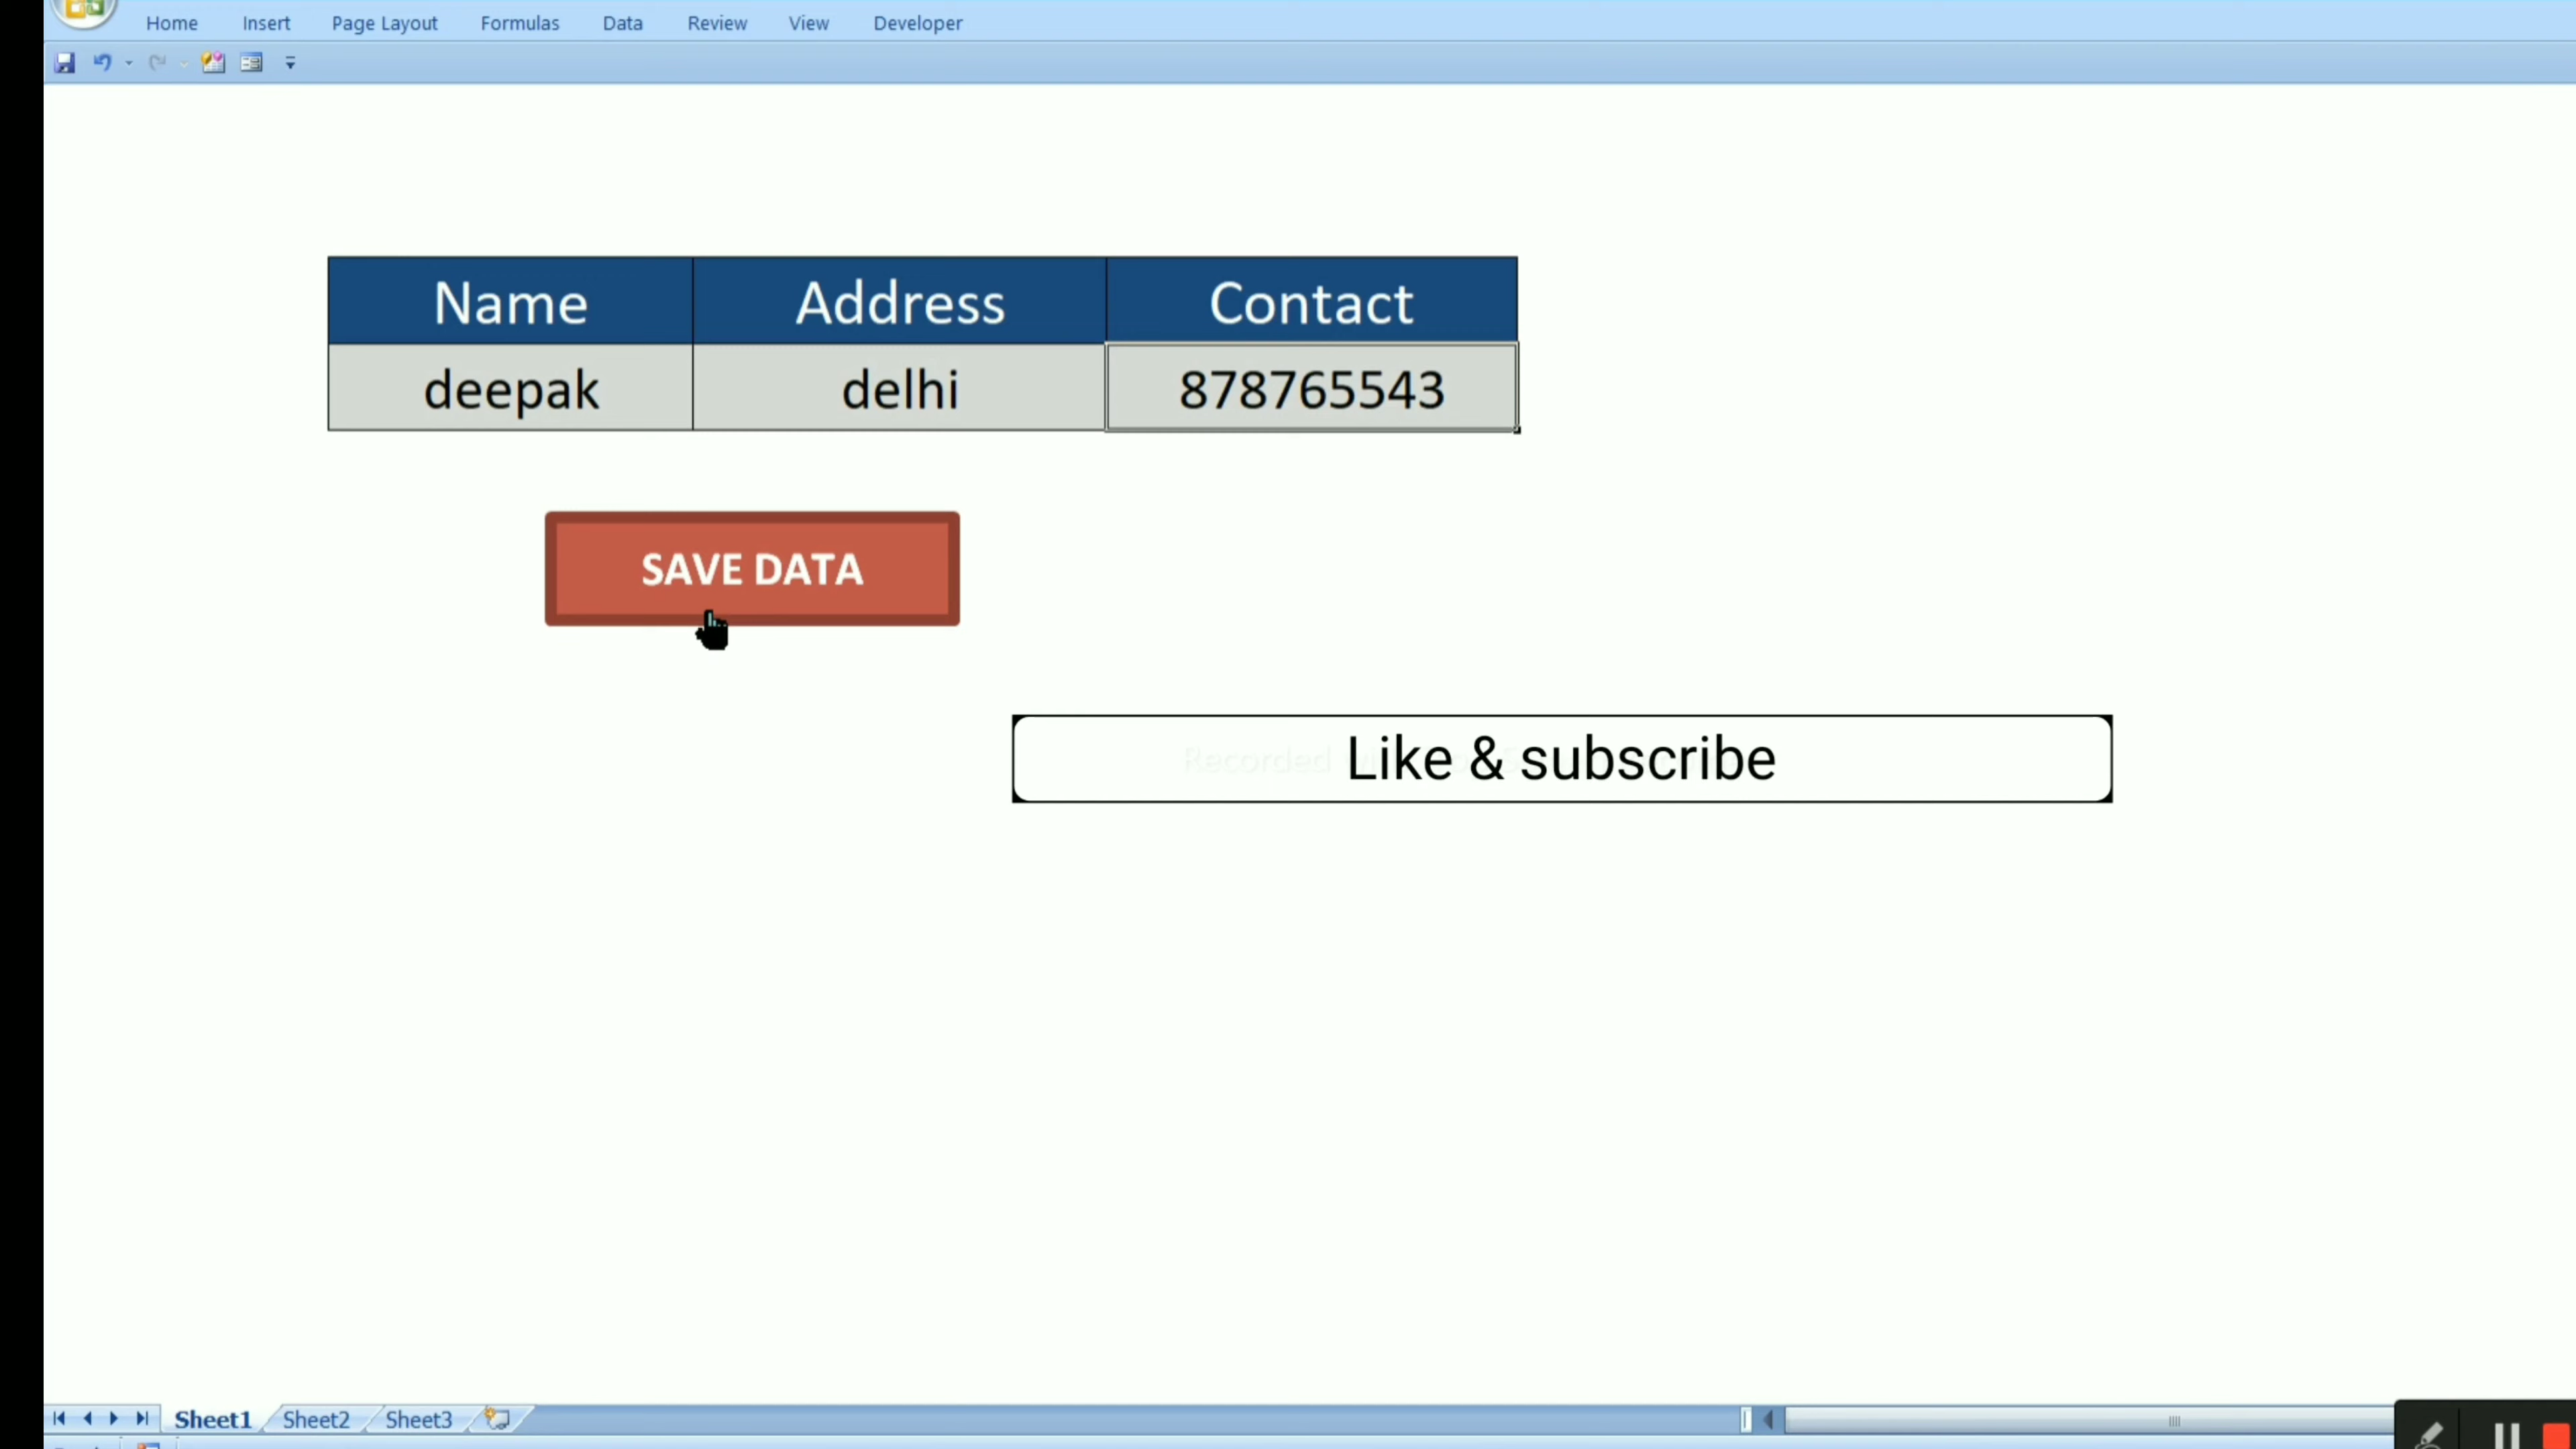 Home Insert Page Layout Formulas Data Review View Developer
Name Address Contact
deepak delhi 878765543
SAVE DATA
Recorded Like & subscribe
Sheet1 Sheet2 Sheet3